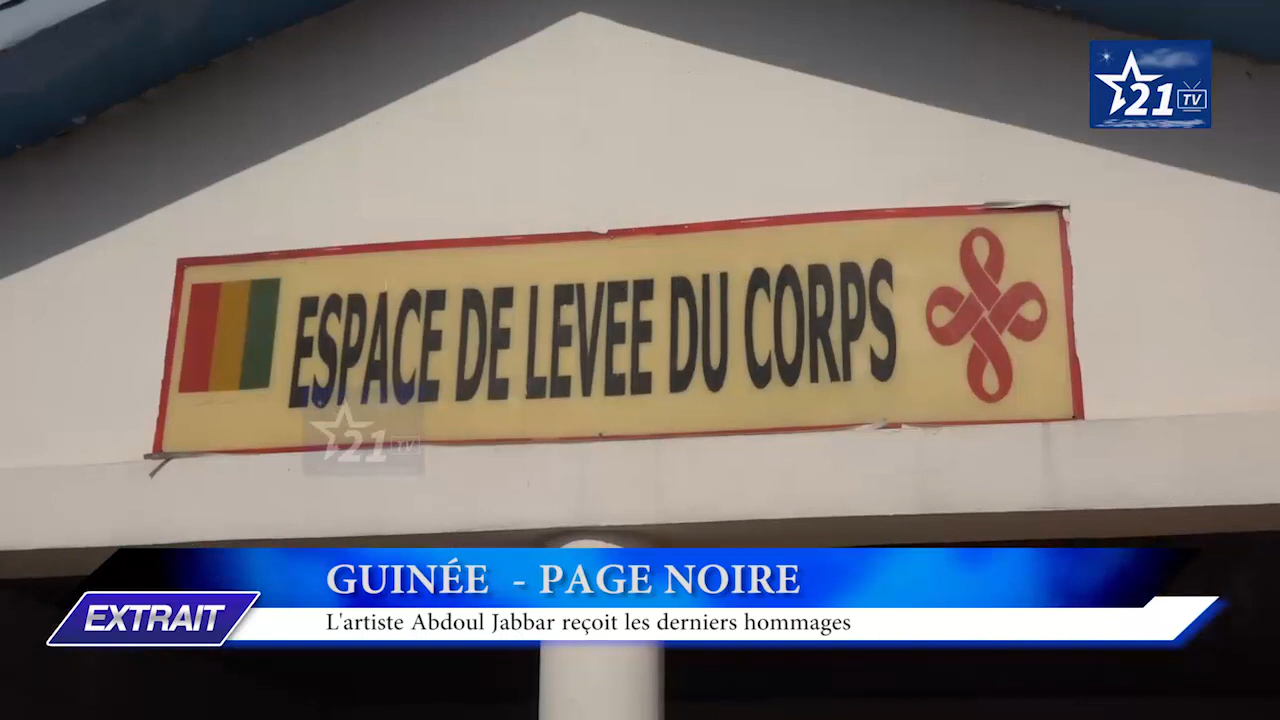 21 TV
ESPACE DE LEVEE DU CORPS
21 TV
GUINÉE - PAGE NOIRE
EXTRAIT
L'artiste Abdoul Jabbar reçoit les derniers hommages